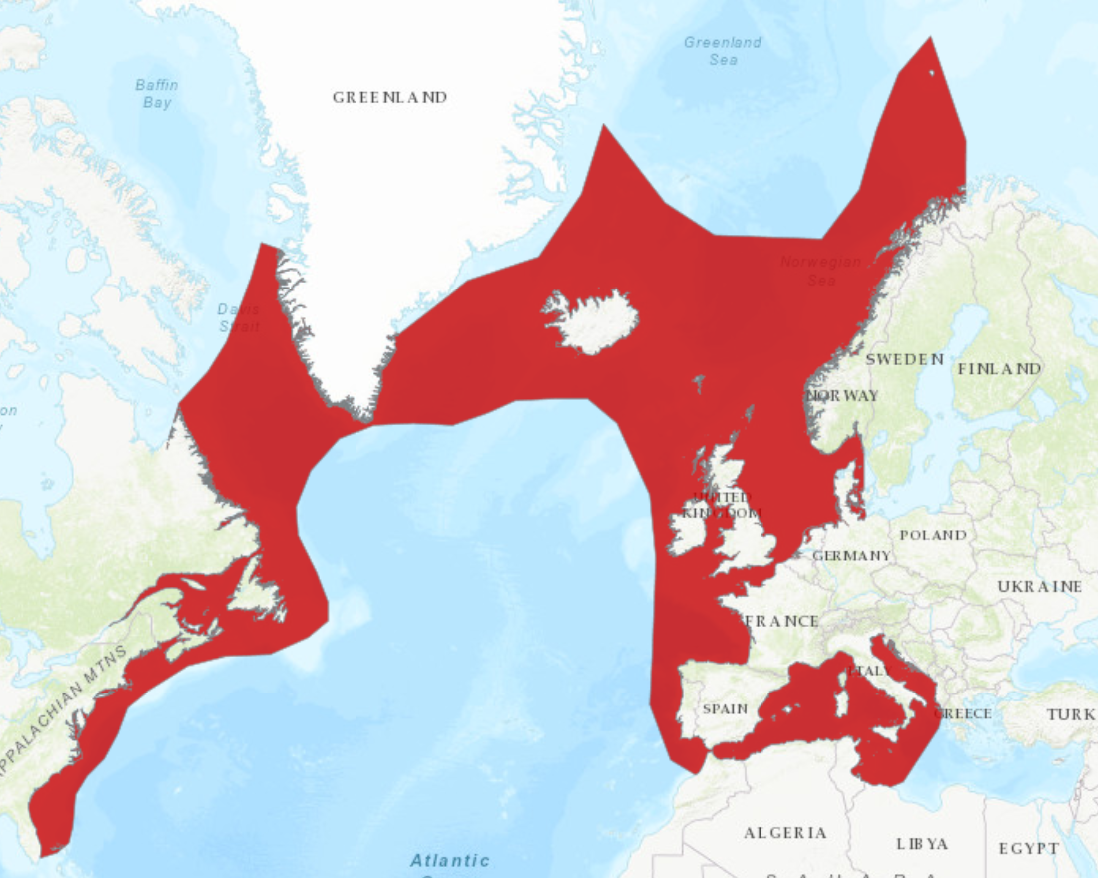 Greenland
Sea
Baffin
Bay
GREENLAND
Norwegian
Sea
Davis
Strait
SWEDEN
FINLAND
NORWAY
on
UNITED
KINGDOM
POLAND
GERMANY
UKRAINE
FRANCE
ITALY
SPAIN
GREECE
TURK
APPALACHIAN MTNS
ALGERIA
LIBYA
EGYPT
Atlantic